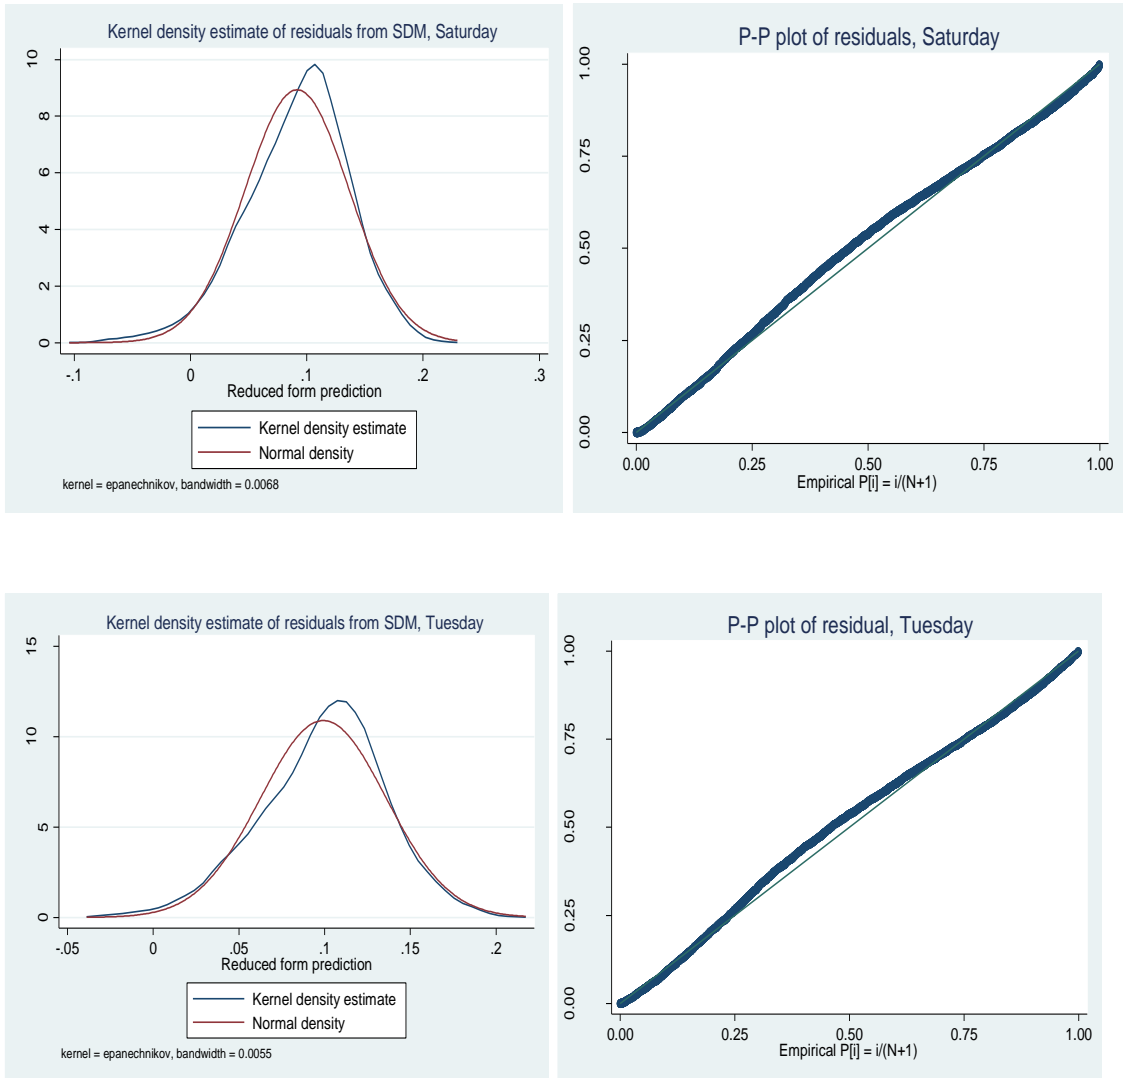 Kernel density estimate of residuals from SDM, Saturday
10
8
6
4
2
0
-.1 0 .1 .2 .3
Reduced form prediction
Kernel density estimate
Normal density
kernel = epanechnikov, bandwidth = 0.0068
P-P plot of residuals, Saturday
1.00
0.75
0.50
0.25
0.00
0.00 0.25 0.50 0.75 1.00
Empirical P[i] = i/(N+1)
Kernel density estimate of residuals from SDM, Tuesday
15
10
5
0
-.05 0 .05 .1 .15 .2
Reduced form prediction
Kernel density estimate
Normal density
kernel = epanechnikov, bandwidth = 0.0055
P-P plot of residual, Tuesday
1.00
0.75
0.50
0.25
0.00
0.00 0.25 0.50 0.75 1.00
Empirical P[i] = i/(N+1)